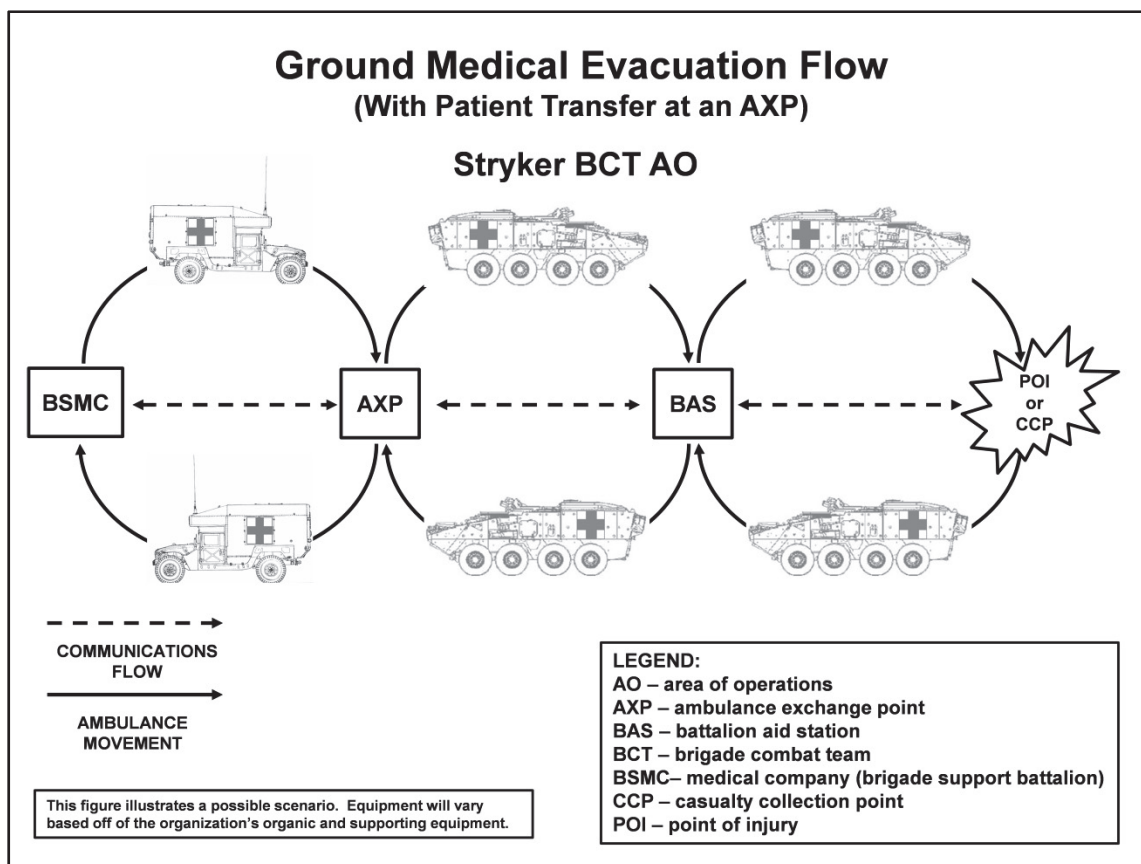 Ground Medical Evacuation Flow
(With Patient Transfer at an AXP)
Stryker BCT AO
BSMC
AXP
BAS
POI
or
CCP
COMMUNICATIONS
FLOW
AMBULANCE
MOVEMENT
This figure illustrates a possible scenario. Equipment will vary
based off of the organization's organic and supporting equipment.
LEGEND:
AO – area of operations
AXP – ambulance exchange point
BAS – battalion aid station
BCT – brigade combat team
BSMC– medical company (brigade support battalion)
CCP – casualty collection point
POI – point of injury